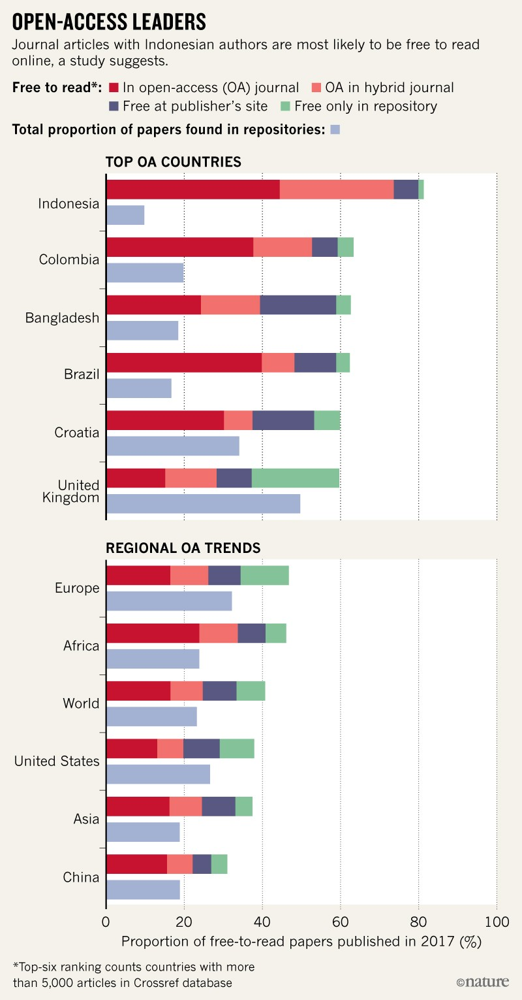 OPEN-ACCESS LEADERS
Journal articles with Indonesian authors are most likely to be free to read
online, a study suggests.
Free to read*: In open-access (OA) journal OA in hybrid journal
Free at publisher's site Free only in repository
Total proportion of papers found in repositories:
TOP OA COUNTRIES
Indonesia
Colombia
Bangladesh
Brazil
Croatia
United
Kingdom
REGIONAL OA TRENDS
Europe
Africa
World
United States
Asia
China
0 20 40 60 80 100
Proportion of free-to-read papers published in 2017 (%)
*Top-six ranking counts countries with more
than 5,000 articles in Crossref database
©nature